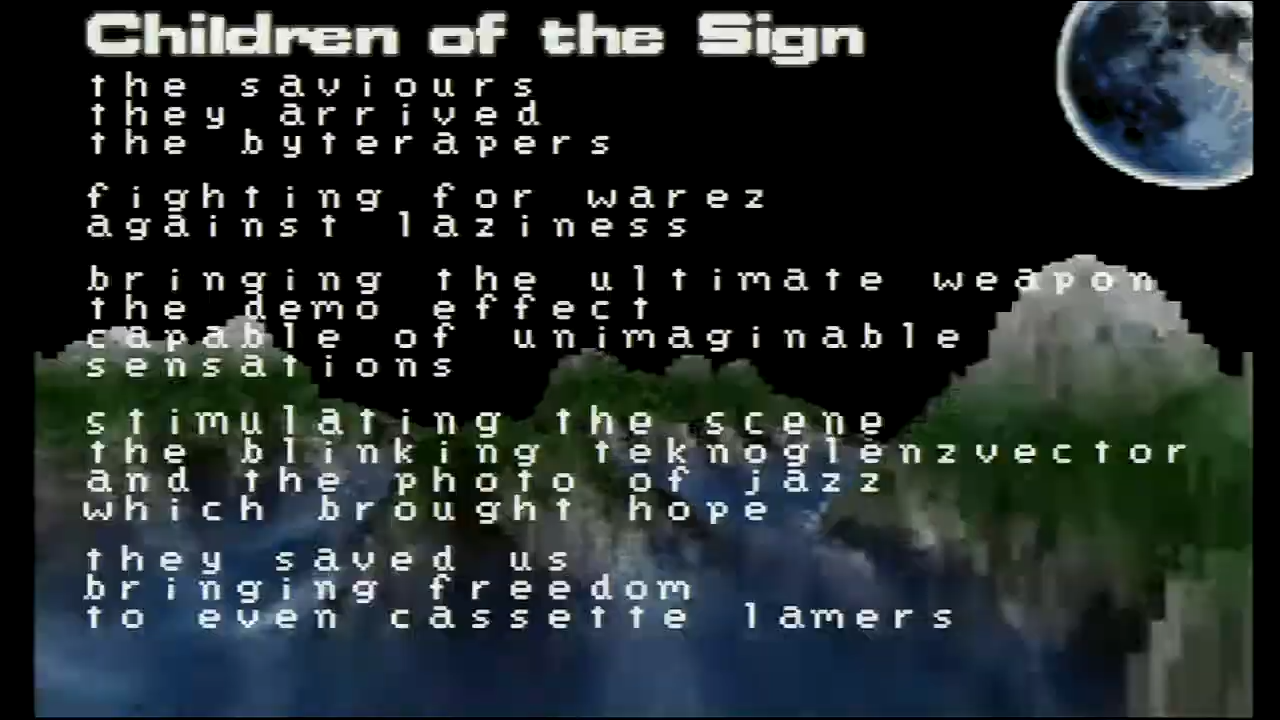 Children of the Sign
the saviours
they arrived
the byterapers
fighting for warez
against laziness
bringing the ultimate weapon
the demo effect
capable of unimaginable
sensations
stimulating the scene
the blinking teknoglenzvector
and the photo of jazz
which brought hope
they saved us
bringing freedom
to even cassette lamers